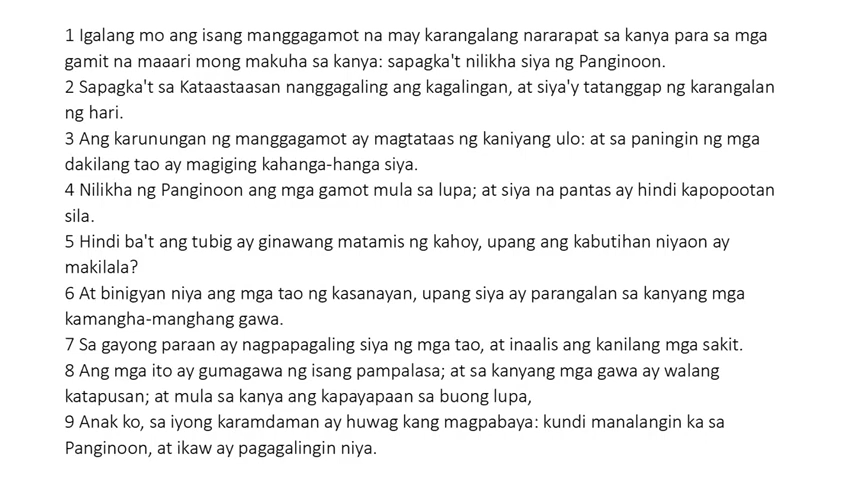 1 Igalang mo ang isang manggagamot na may karangalang nararapat sa kanya para sa mga
gamit na maaari mong makuha sa kanya: sapagka't nilikha siya ng Panginoon.
2 Sapagka't sa Kataastaasan nanggagaling ang kagalingan, at siya'y tatanggap ng karangalan
ng hari.
3 Ang karunungan ng manggagamot ay magtataas ng kaniyang ulo: at sa paningin ng mga
dakilang tao ay magiging kahanga-hanga siya.
4 Nilikha ng Panginoon ang mga gamot mula sa lupa; at siya na pantas ay hindi kapopootan
sila.
5 Hindi ba't ang tubig ay ginawang matamis ng kahoy, upang ang kabutihan niyaon ay
makilala?
6 At binigyan niya ang mga tao ng kasanayan, upang siya ay parangalan sa kanyang mga
kamangha-manghang gawa.
7 Sa gayong paraan ay nagpapagaling siya ng mga tao, at inaalis ang kanilang mga sakit.
8 Ang mga ito ay gumagawa ng isang pampalasa; at sa kanyang mga gawa ay walang
katapusan; at mula sa kanya ang kapayapaan sa buong lupa,
9 Anak ko, sa iyong karamdaman ay huwag kang magpabaya: kundi manalangin ka sa
Panginoon, at ikaw ay pagagalingin niya.